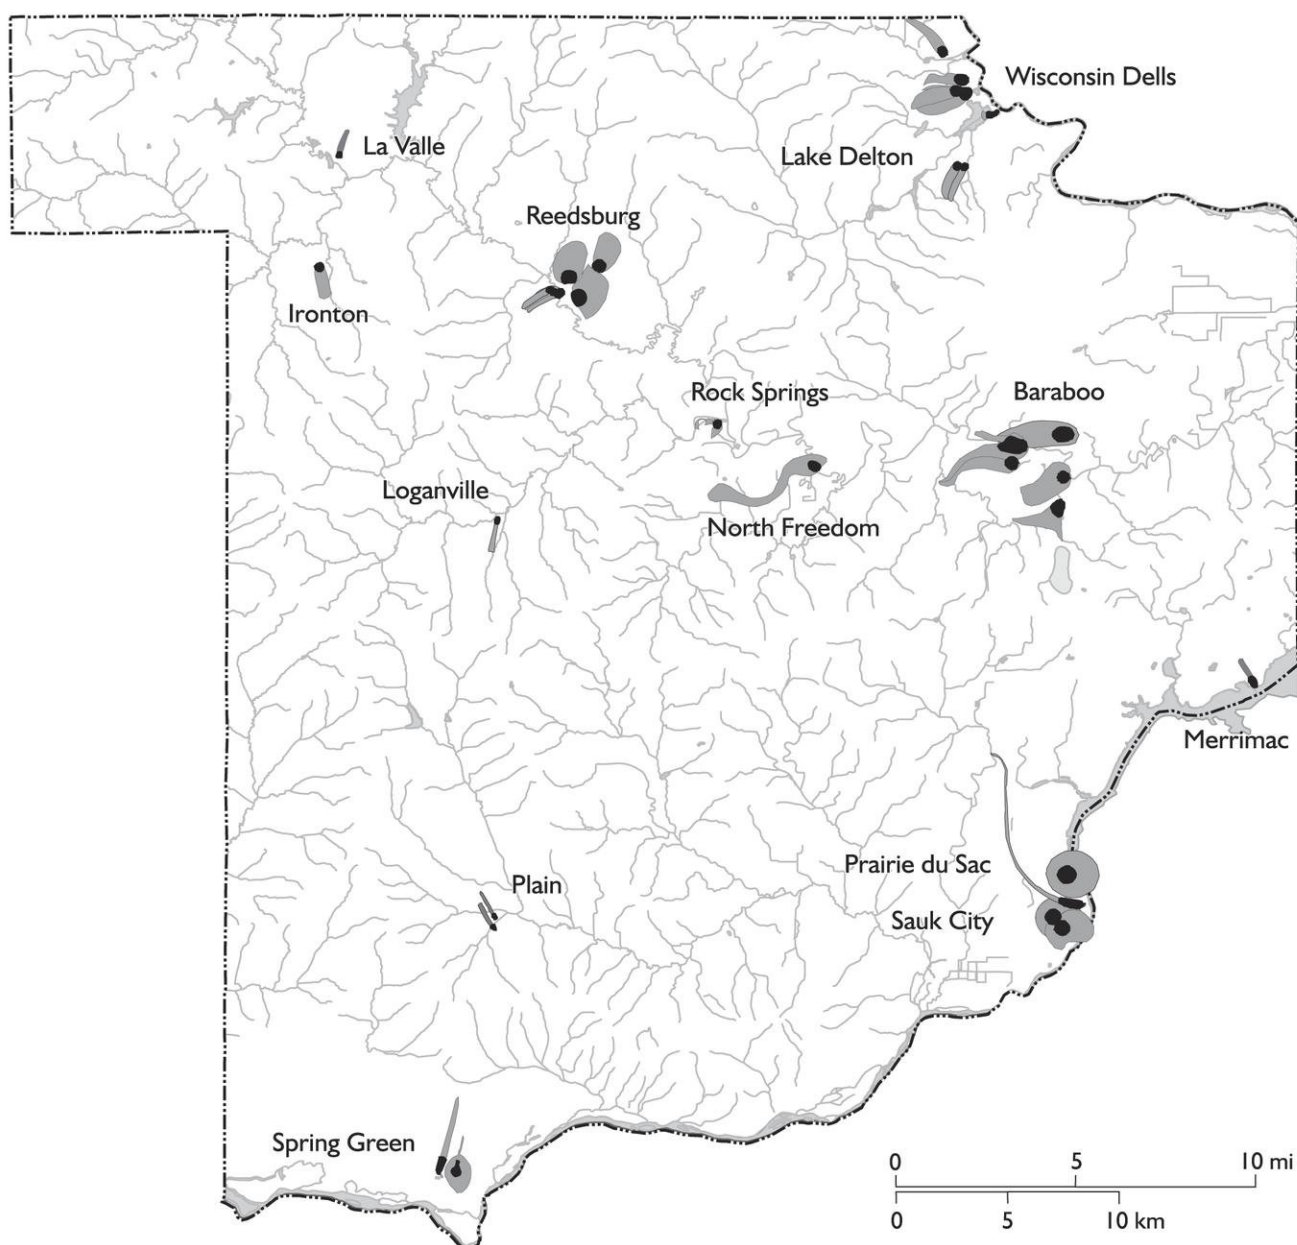 Wisconsin Dells
La Valle
Lake Delton
Reedsburg
Ironton
Rock Springs
Baraboo
Loganville
North Freedom
Merrimac
Prairie du Sac
Plain
Sauk City
Spring Green
0 5 10 mi
0 5 10 km